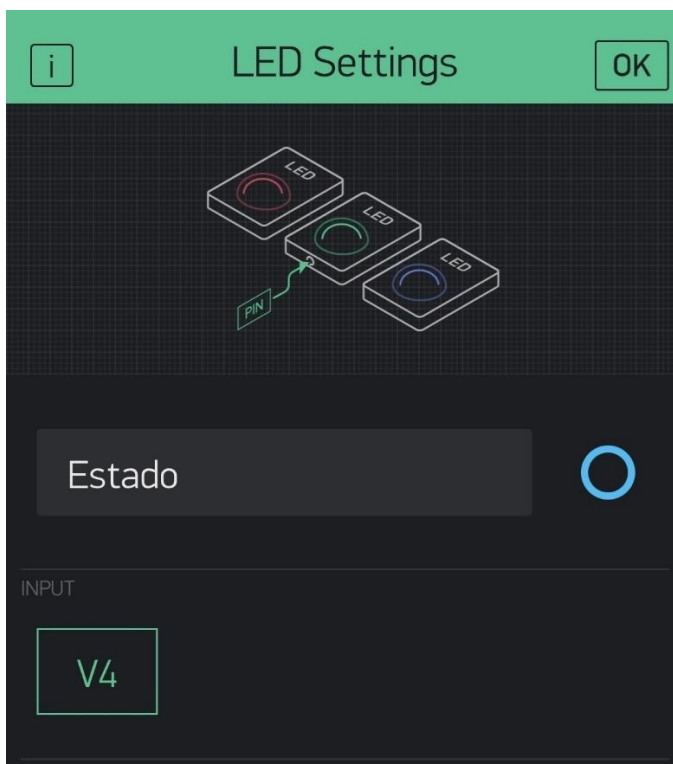 i
LED Settings
OK
LED
LED
LED
PIN
Estado
INPUT
V4